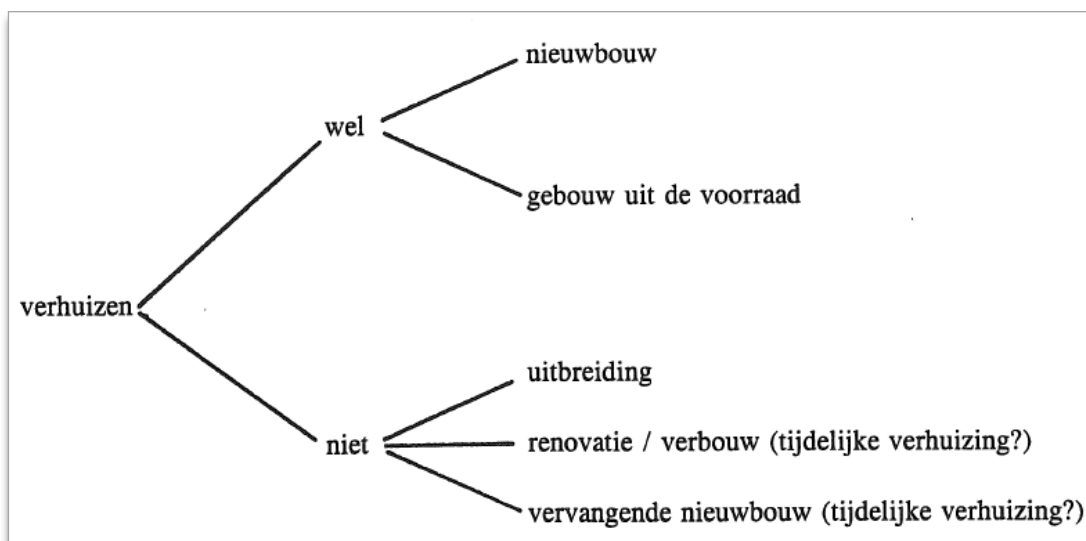 nieuwbouw
wel
gebouw uit de voorraad
verhuizen
uitbreiding
niet
renovatie / verbouw (tijdelijke verhuizing?)
vervangende nieuwbouw (tijdelijke verhuizing?)